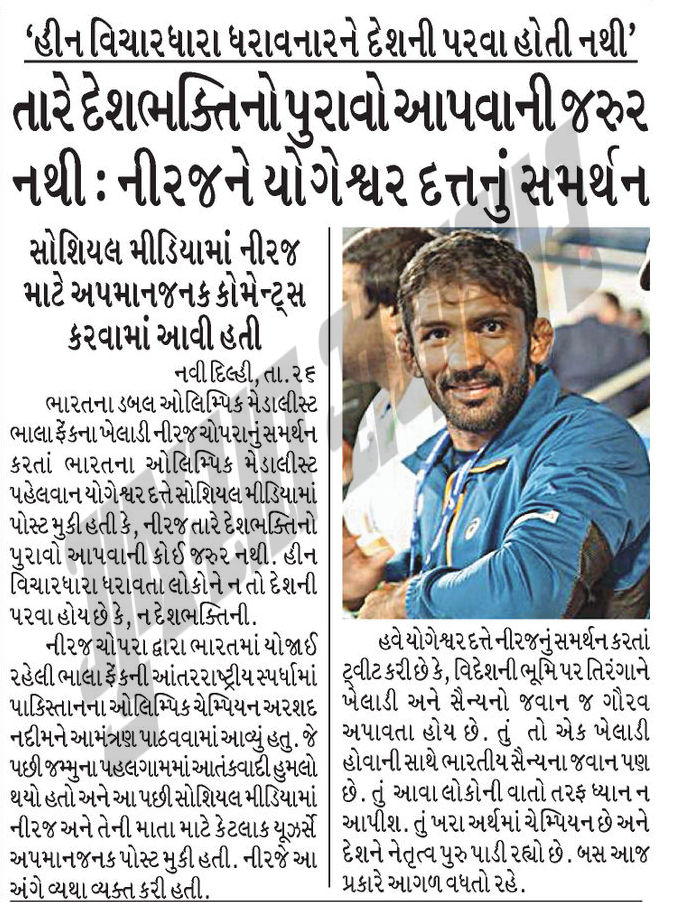 ‘હીન વિચારધારા ધરાવનારને દેશની પરવા હોતી નથી’
તારે દેશભક્તિનો પુરાવો આપવાની જરુર
નથી : નીરજને યોગેશ્વર દત્તનું સમર્થન
સોશિયલ મીડિયામાં નીરજ
માટે અપમાનજનક કોમેન્ટ્સ
કરવામાં આવી હતી
નવી દિલ્હી, તા.૨૬
ભારતના ડબલ ઓલિમ્પિક મેડાલીસ્ટ
ભાલા ફેંકના ખેલાડી નીરજ ચોપરાનું સમર્થન
કરતાં ભારતના ઓલિમ્પિક મેડાલીસ્ટ
પહેલવાન યોગેશ્વર દત્તે સોશિયલ મીડિયામાં
પોસ્ટ મુકી હતી કે, નીરજ તારે દેશભક્તિનો
પુરાવો આપવાની કોઈ જરુર નથી. હીન
વિચારધારા ધરાવતા લોકોને ન તો દેશની
પરવા હોય છે કે, ન દેશભક્તિની.
નીરજ ચોપરા દ્વારા ભારતમાં યોજાઈ
રહેલી ભાલા ફેંકની આંતરરાષ્ટ્રીય સ્પર્ધામાં
પાકિસ્તાનના ઓલિમ્પિક ચેમ્પિયન અરશદ
નદીમને આમંત્રણ પાઠવવામાં આવ્યું હતુ. જે
પછી જમ્મુના પહલગામમાં આતંકવાદી હુમલો
થયો હતો અને આ પછી સોશિયલ મીડિયામાં
નીરજ અને તેની માતા માટે કેટલાક યૂઝર્સે
અપમાનજનક પોસ્ટ મુકી હતી. નીરજે આ
અંગે વ્યથા વ્યક્ત કરી હતી.
હવે યોગેશ્વર દત્તે નીરજનું સમર્થન કરતાં
ટ્વીટ કરી છે કે, વિદેશની ભૂમિ પર તિરંગાને
ખેલાડી અને સૈન્યનો જવાન જ ગૌરવ
અપાવતા હોય છે. તું તો એક ખેલાડી
હોવાની સાથે ભારતીય સૈન્યના જવાન પણ
છે. તું આવા લોકોની વાતો તરફ ધ્યાન ન
આપીશ. તું ખરા અર્થમાં ચેમ્પિયન છે અને
દેશને નેતૃત્વ પુરુ પાડી રહ્યો છે. બસ આજ
પ્રકારે આગળ વધતો રહે.